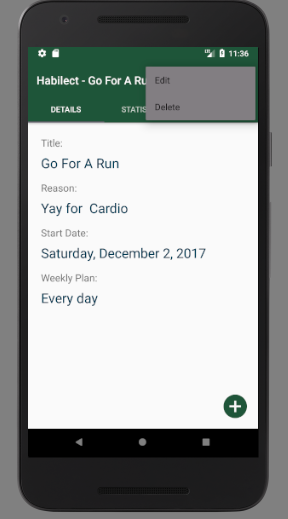 11:36
Habilect - Go For A Ru
Edit
Delete
DETAILS
STATIS
Title:
Go For A Run
Reason:
Yay for Cardio
Start Date:
Saturday, December 2, 2017
Weekly Plan:
Every day